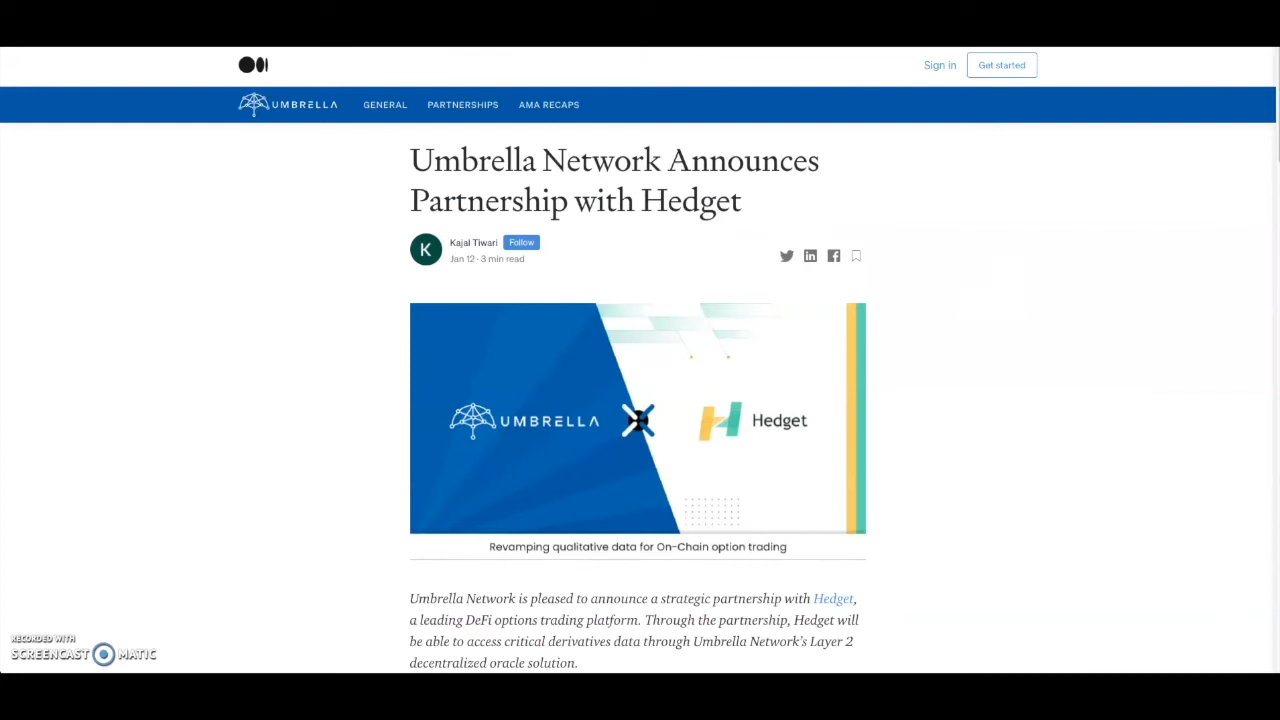 Sign in
Get started
UMBRELLA GENERAL PARTNERSHIPS AMA RECAPS
Umbrella Network Announces
Partnership with Hedget
K
Kajal Tiwari Follow
Jan 12 · 3 min read
UMBRELLA
Hedget
Revamping qualitative data for On-Chain option trading
Umbrella Network is pleased to announce a strategic partnership with Hedget,
a leading DeFi options trading platform. Through the partnership, Hedget will
be able to access critical derivatives data through Umbrella Network's Layer 2
decentralized oracle solution.
RECORDED WITH
SCREENCAST MATIC